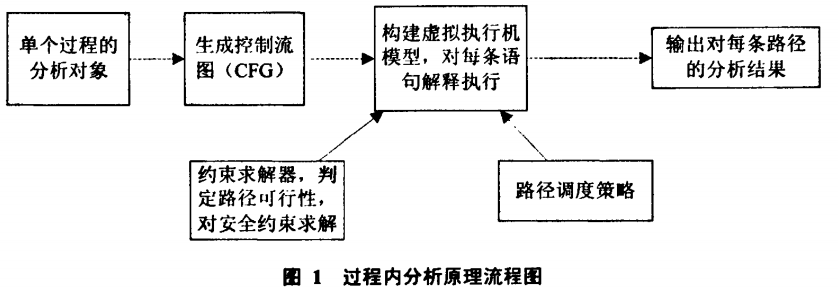 单个过程的
分析对象
生成控制流
图（CFG）
构建虚拟执行机
模型，对每条语
句解释执行
输出对每条路径
的分析结果
约束求解器，判
定路径可行性，
对安全约束求解
路径调度策略
图 1 过程内分析原理流程图